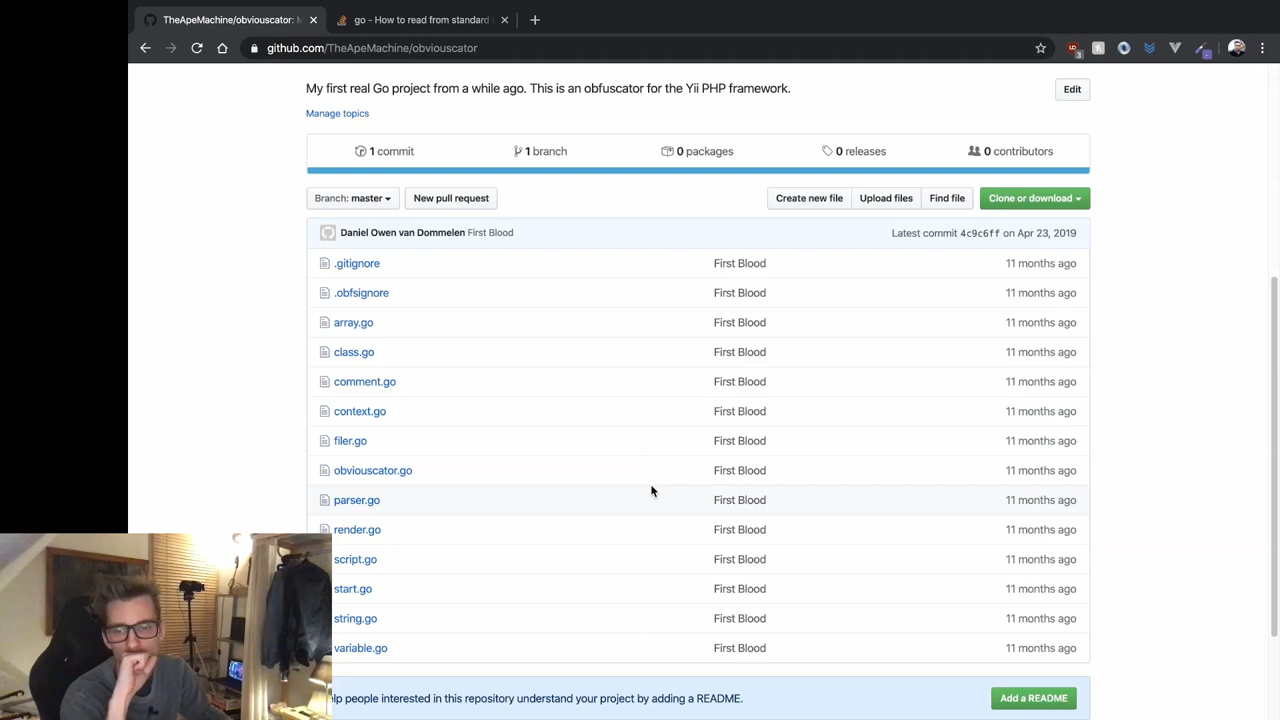 TheApeMachine/obviouscator: M
go - How to read from standard
github.com/TheApeMachine/obviouscator
3
My first real Go project from a while ago. This is an obfuscator for the Yii PHP framework.
Edit
Manage topics
1 commit
1 branch
0 packages
0 releases
0 contributors
Branch: master
New pull request
Create new file
Upload files
Find file
Clone or download
Daniel Owen van Dommelen First Blood
Latest commit 4c9c6ff on Apr 23, 2019
.gitignore First Blood 11 months ago
.obfsignore First Blood 11 months ago
array.go First Blood 11 months ago
class.go First Blood 11 months ago
comment.go First Blood 11 months ago
context.go First Blood 11 months ago
filer.go First Blood 11 months ago
obviouscator.go First Blood 11 months ago
parser.go First Blood 11 months ago
render.go First Blood 11 months ago
script.go First Blood 11 months ago
start.go First Blood 11 months ago
string.go First Blood 11 months ago
variable.go First Blood 11 months ago
lp people interested in this repository understand your project by adding a README.
Add a README